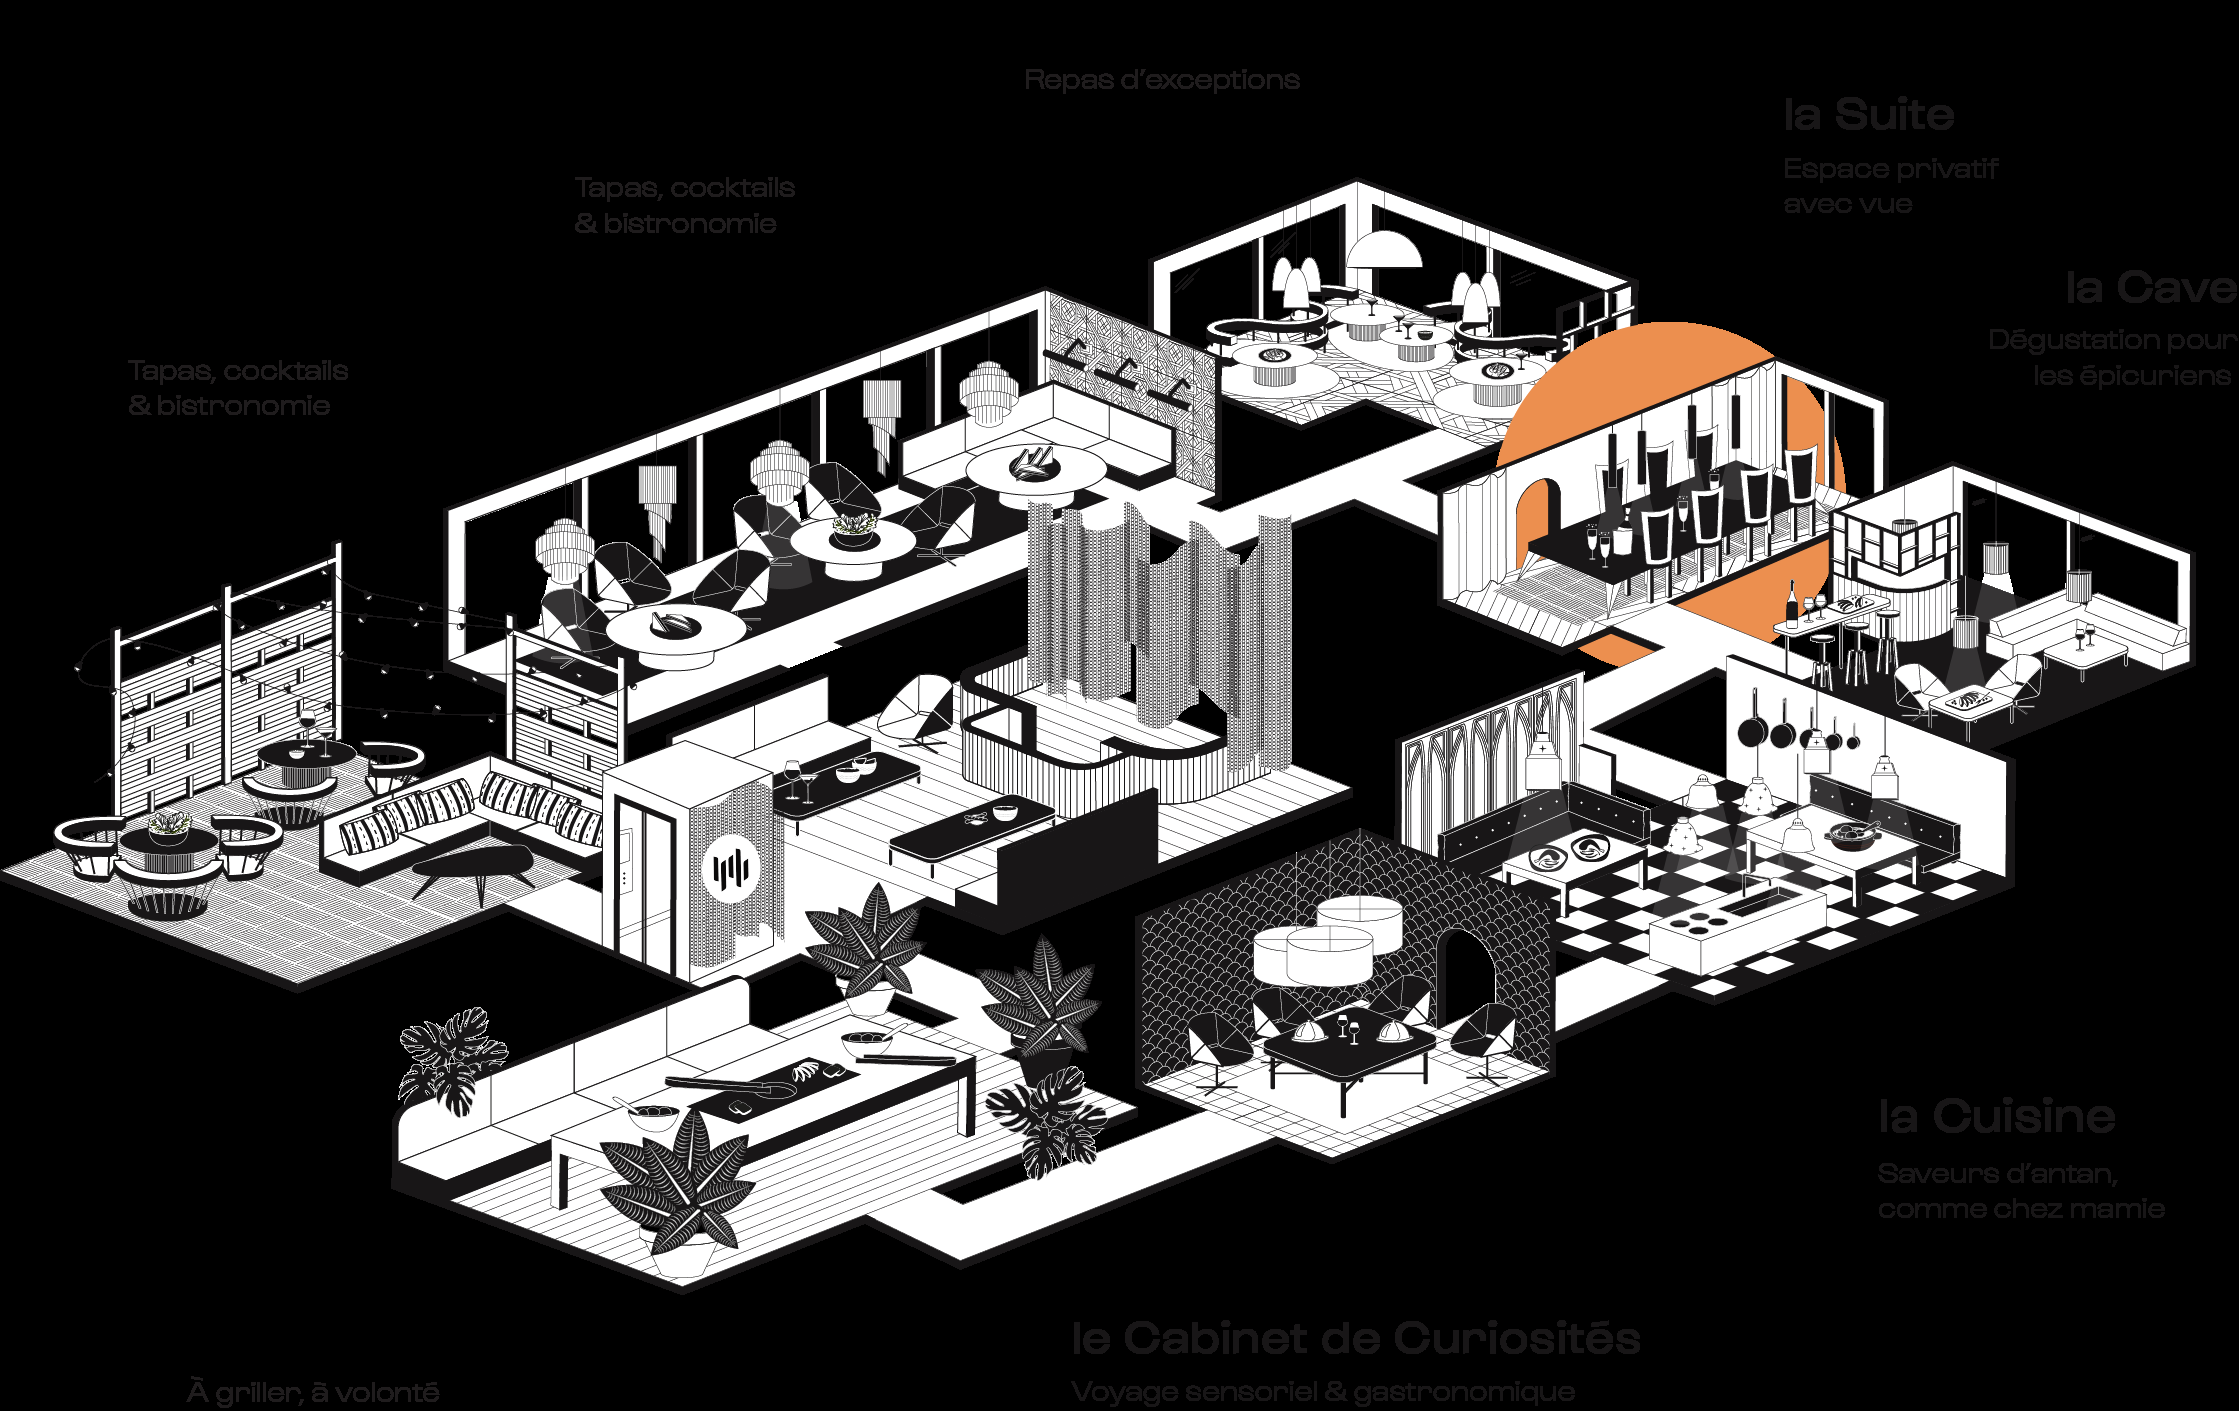 Repas d'exceptions
la Suite
Espace privatif
avec vue
Tapas, cocktails
& bistronomie
la Cave
Dégustation pour
les épicuriens
Tapas, cocktails
& bistronomie
la Cuisine
Saveurs d'antan,
comme chez mamie
le Cabinet de Curiosités
Voyage sensoriel & gastronomique
À griller, à volonté